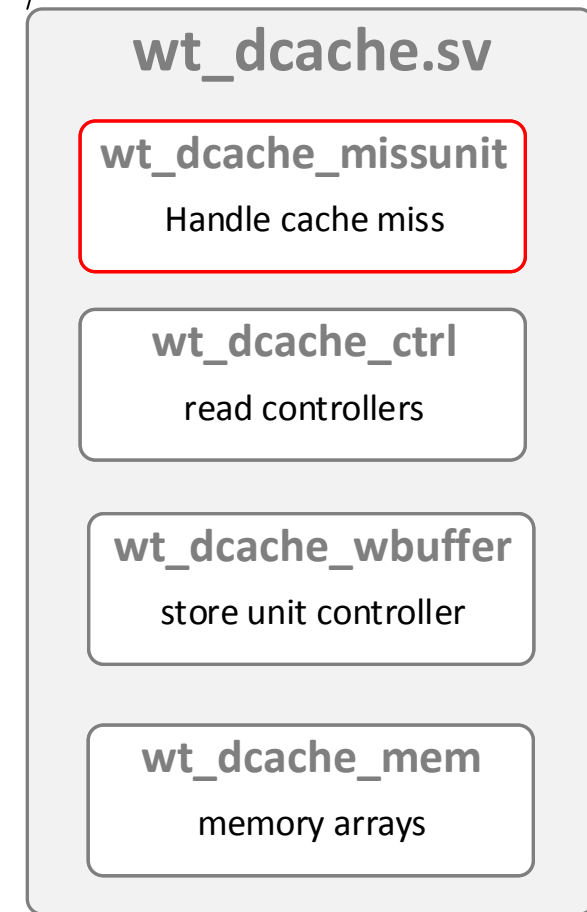 wt_dcache.sv
wt_dcache_missunit
Handle cache miss
wt_dcache_ctrl
read controllers
wt_dcache_wbuffer
store unit controller
wt_dcache_mem
memory arrays